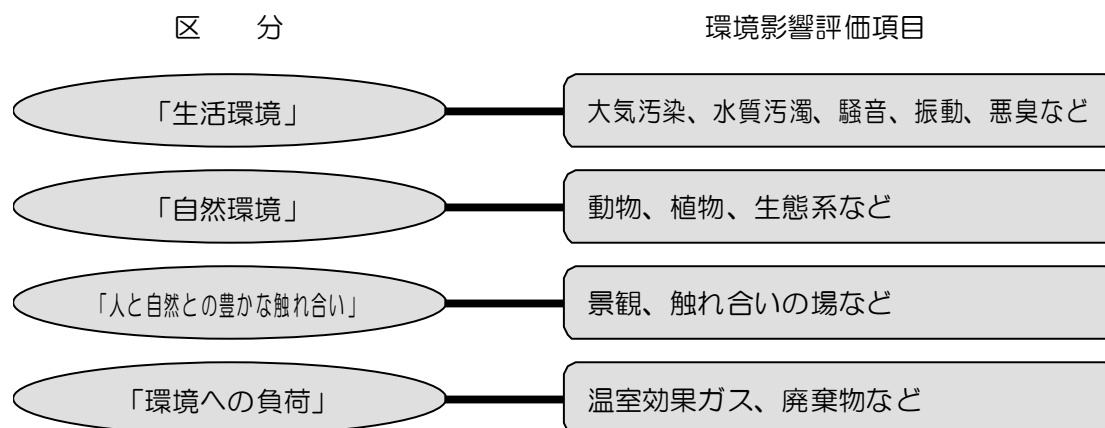 区 分 環境影響評価項目
「生活環境」 大気汚染、水質汚濁、騒音、振動、悪臭など
「自然環境」 動物、植物、生態系など
「人と自然との豊かな触れ合い」 景観、触れ合いの場など
「環境への負荷」 温室効果ガス、廃棄物など